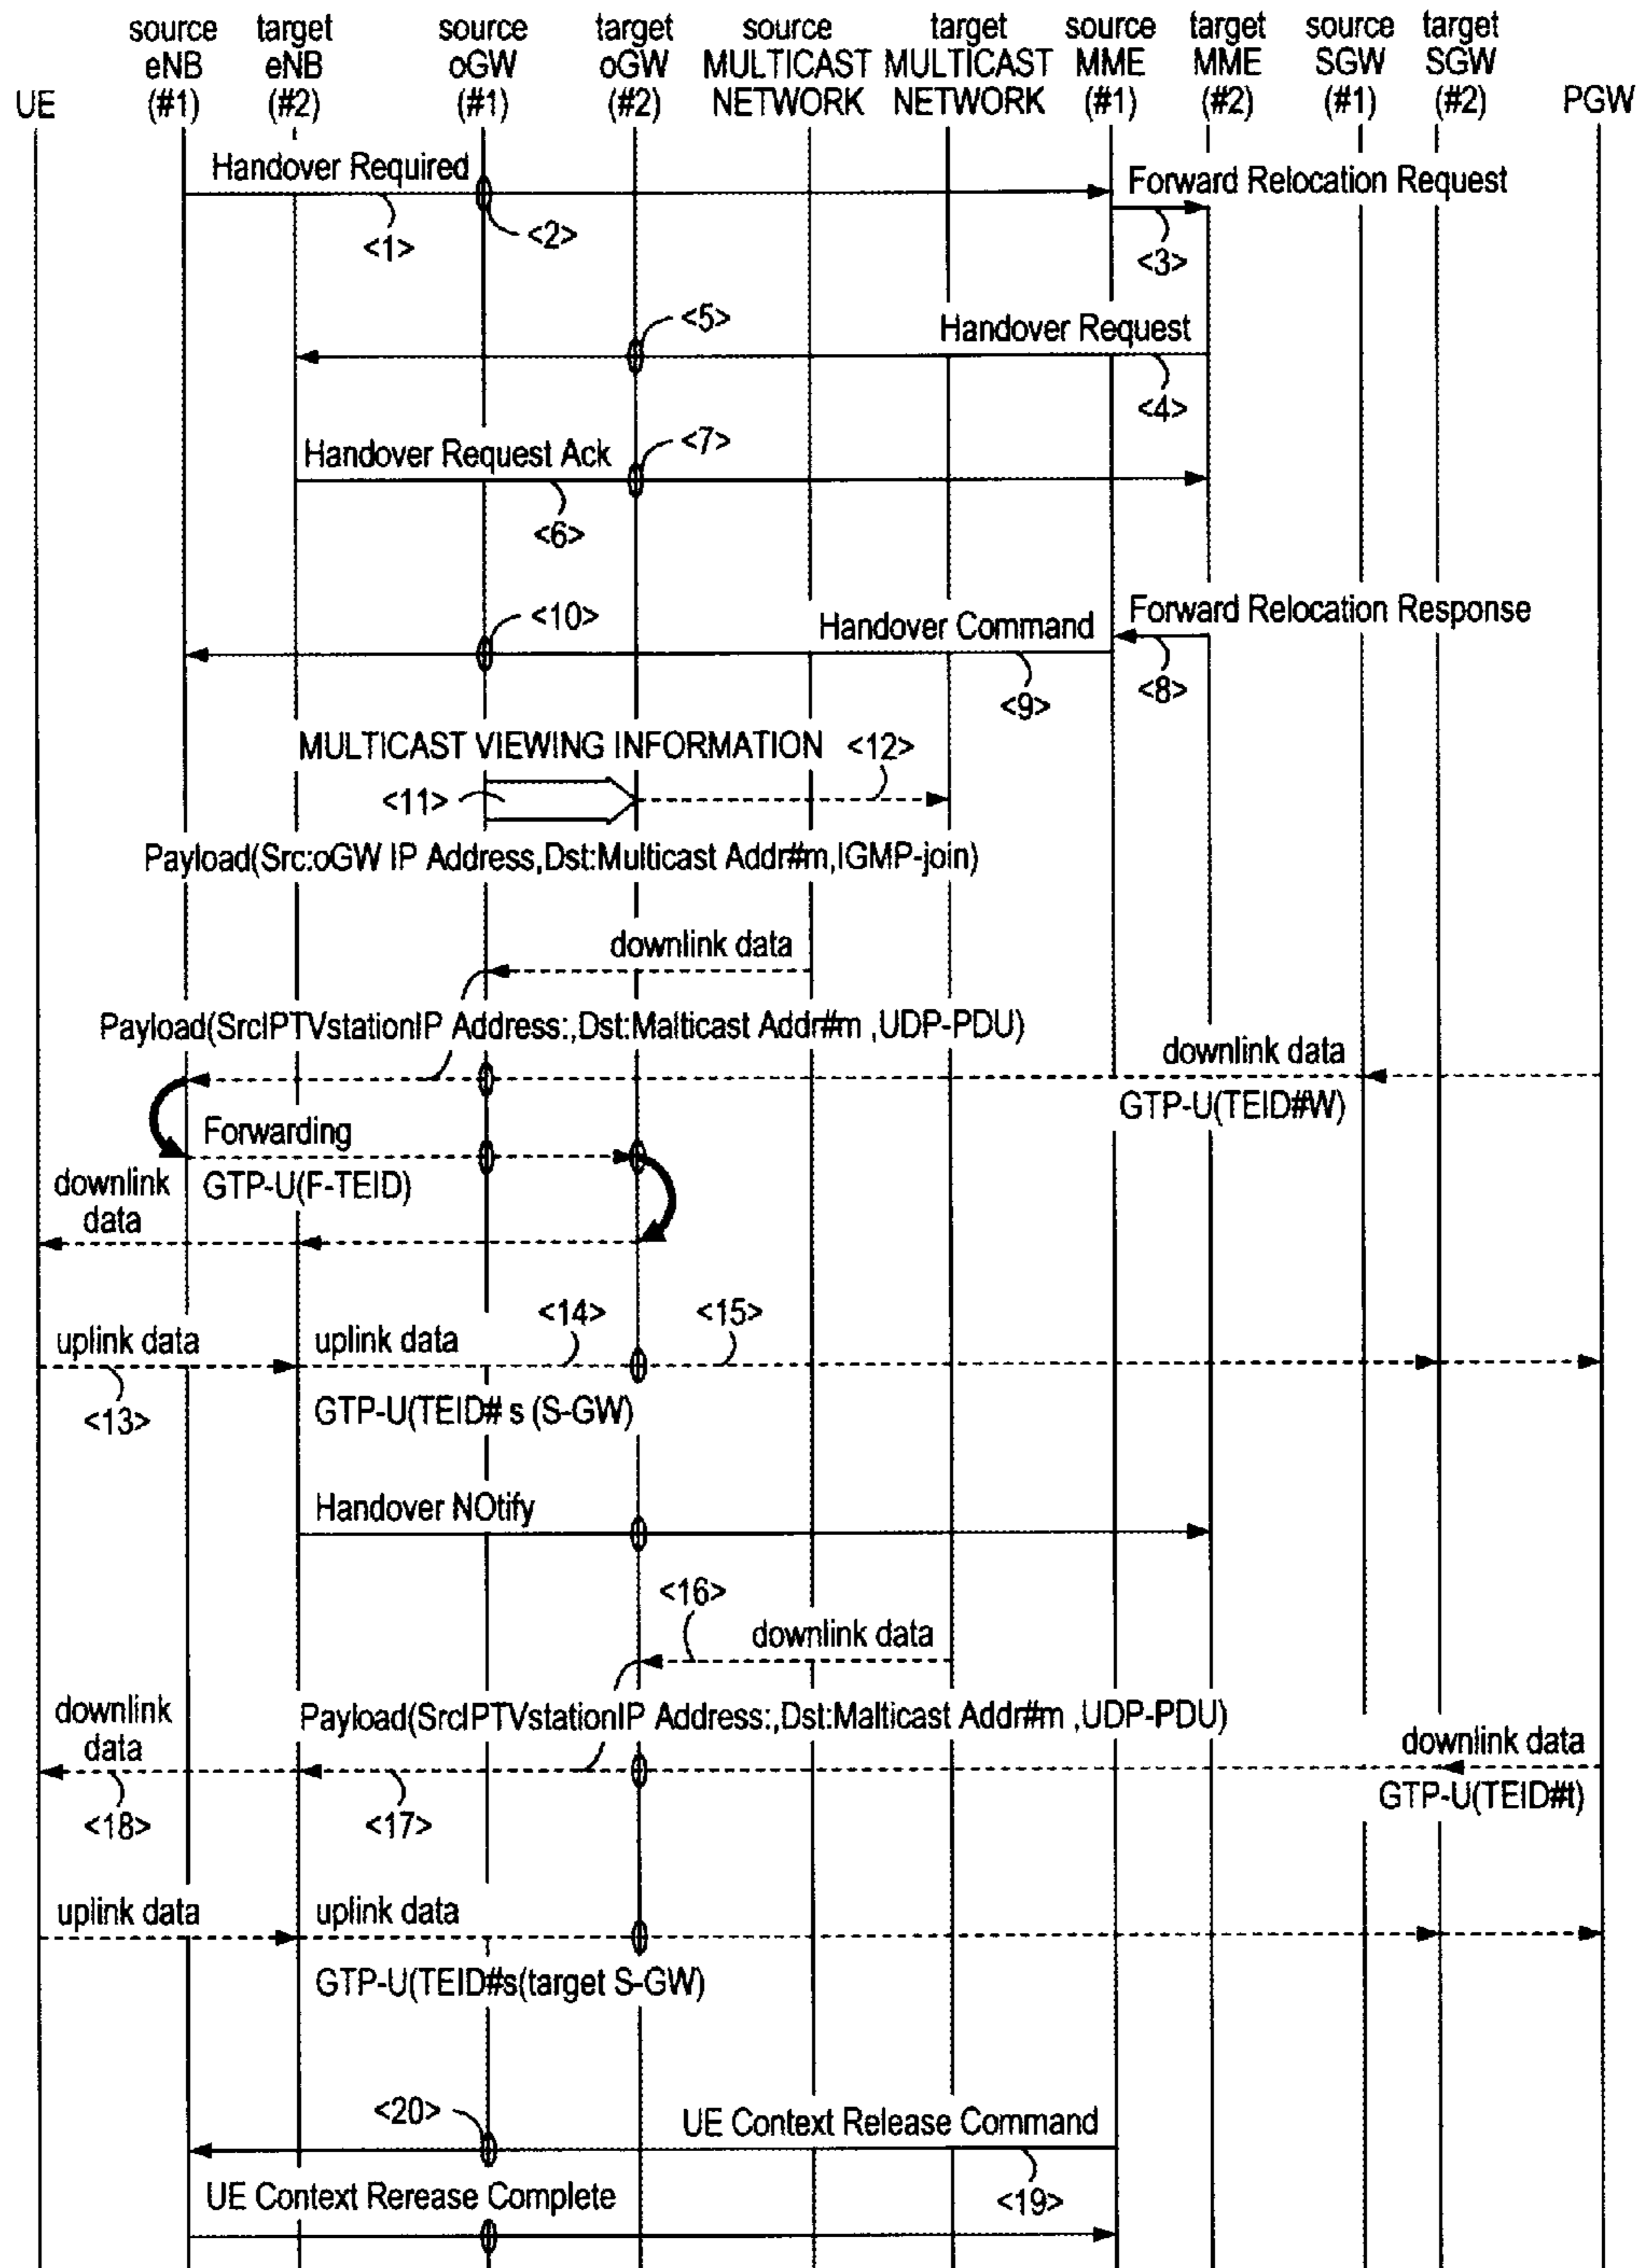 source target source target source target source target source target
eNB eNB oGW oGW MULTICAST MULTICAST MME MME SGW SGW
UE (#1) (#2) (#1) (#2) NETWORK NETWORK (#1) (#2) (#1) (#2) PGW
Handover Required
Forward Relocation Request
<1>
<2>
<3>
<5>
Handover Request
<4>
<7>
Handover Request Ack
<6>
<10>
Forward Relocation Response
Handover Command
<8>
<9>
MULTICAST VIEWING INFORMATION <12>
<11>
Payload(Src:oGW IP Address,Dst:Multicast Addr#m,IGMP-join)
downlink data
Payload(SrcIPTVstationIP Address:,Dst:Malticast Addr#m ,UDP-PDU)
downlink data
GTP-U(TEID#W)
Forwarding
GTP-U(F-TEID)
downlink
data
<14> <15>
uplink data uplink data
<13>
GTP-U(TEID# s (S-GW)
Handover NOtify
<16>
downlink data
downlink
data
Payload(SrcIPTVstationIP Address:,Dst:Malticast Addr#m ,UDP-PDU)
downlink data
GTP-U(TEID#t)
<18> <17>
uplink data uplink data
GTP-U(TEID#s(target S-GW)
<20>
UE Context Release Command
<19>
UE Context Rerease Complete